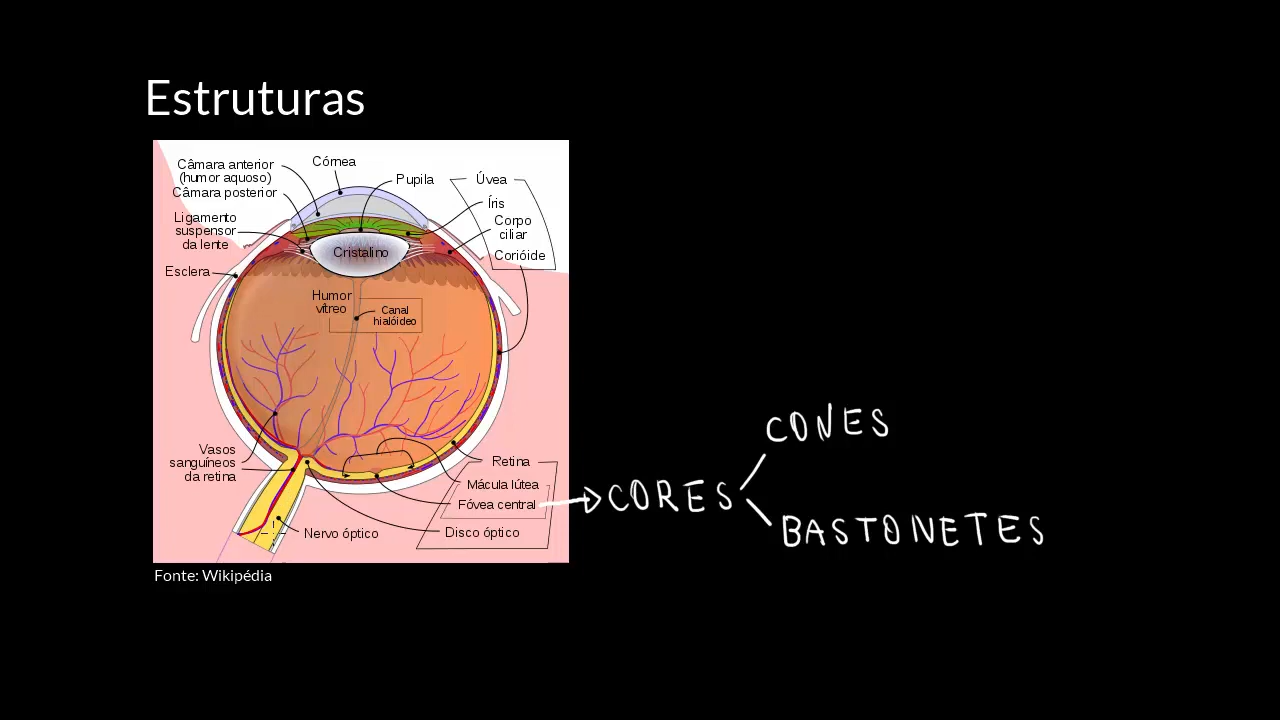 Estruturas
Câmara anterior
(humor aquoso)
Câmara posterior
Córnea
Pupila
Úvea
Íris
Corpo
ciliar
Corióide
Ligamento
suspensor
da lente
Cristalino
Esclera
Humor
vítreo
Canal
hialóideo
Vasos
sanguíneos
da retina
Retina
Mácula lútea
Fóvea central
Nervo óptico
Disco óptico
CORES
CONES
BASTONETES
Fonte: Wikipédia